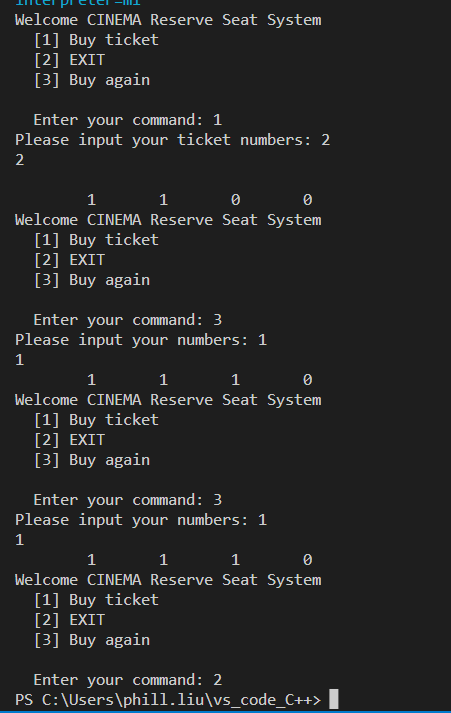 interpreter=mi
Welcome CINEMA Reserve Seat System
[1] Buy ticket
[2] EXIT
[3] Buy again
Enter your command: 1
Please input your ticket numbers: 2
2
1 1 0 0
Welcome CINEMA Reserve Seat System
[1] Buy ticket
[2] EXIT
[3] Buy again
Enter your command: 3
Please input your numbers: 1
1
1 1 1 0
Welcome CINEMA Reserve Seat System
[1] Buy ticket
[2] EXIT
[3] Buy again
Enter your command: 3
Please input your numbers: 1
1
1 1 1 0
Welcome CINEMA Reserve Seat System
[1] Buy ticket
[2] EXIT
[3] Buy again
Enter your command: 2
PS C:\Users\phill.liu\vs_code_C++>